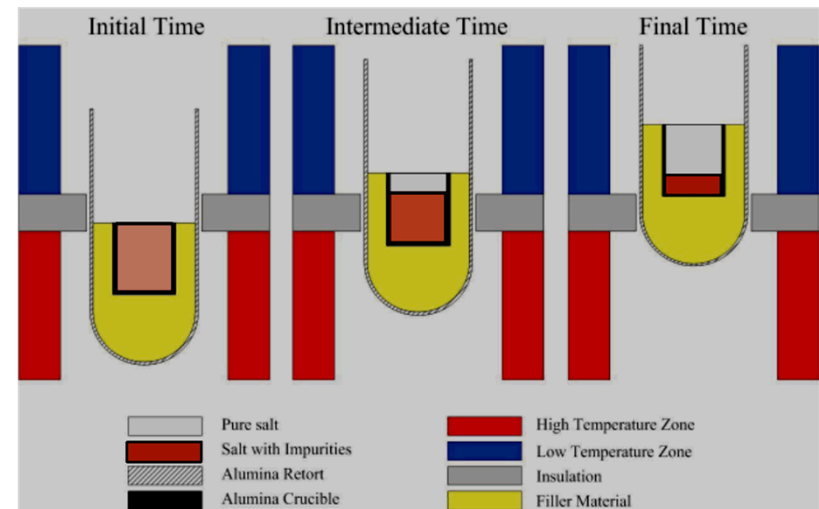 Initial Time
Intermediate Time
Final Time
Pure salt
Salt with Impurities
Alumina Retort
Alumina Crucible
High Temperature Zone
Low Temperature Zone
Insulation
Filler Material